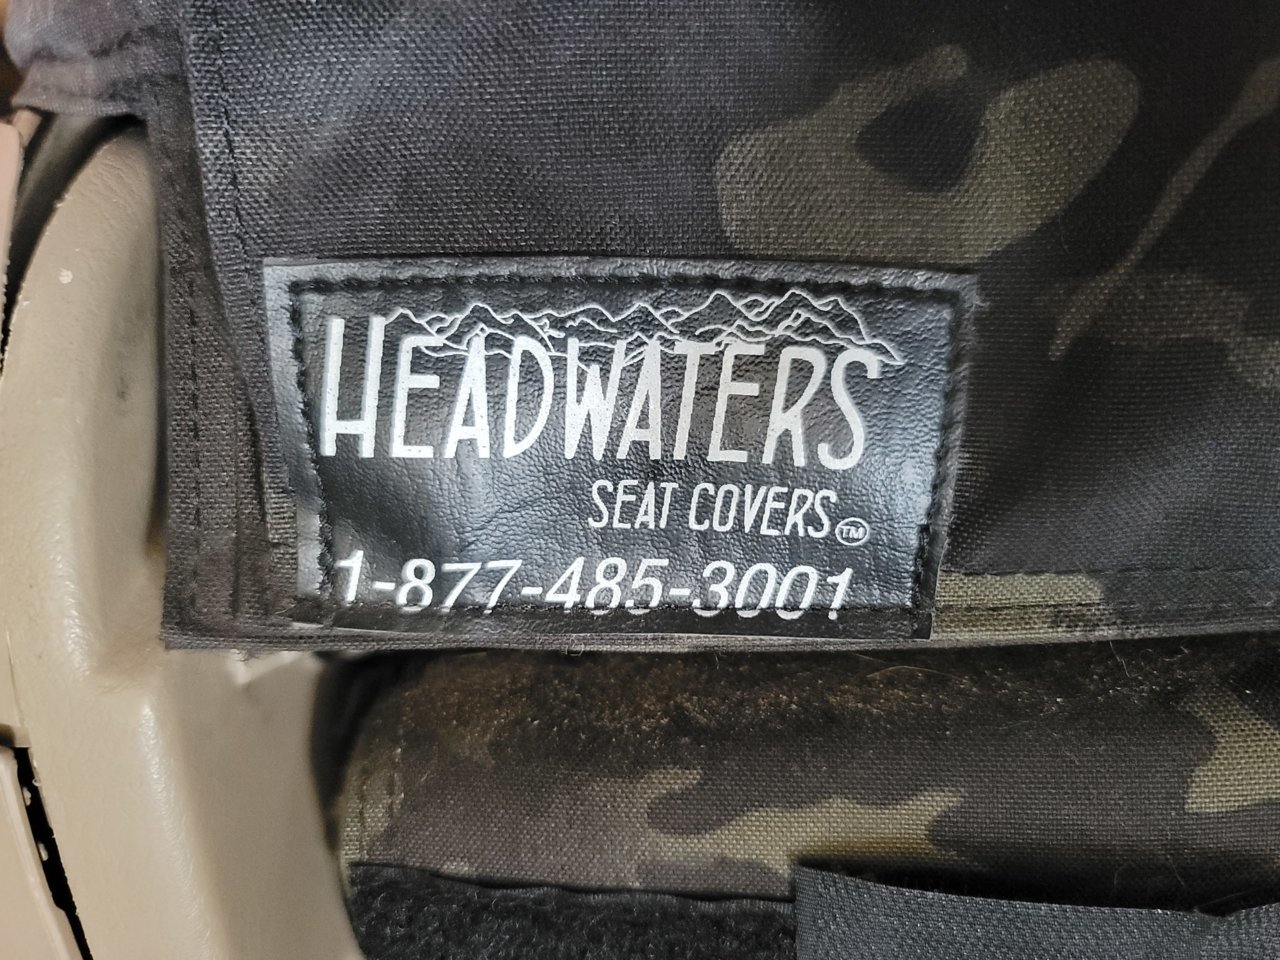 HEADWATERS
SEAT COVERS™
1-877-485-3001